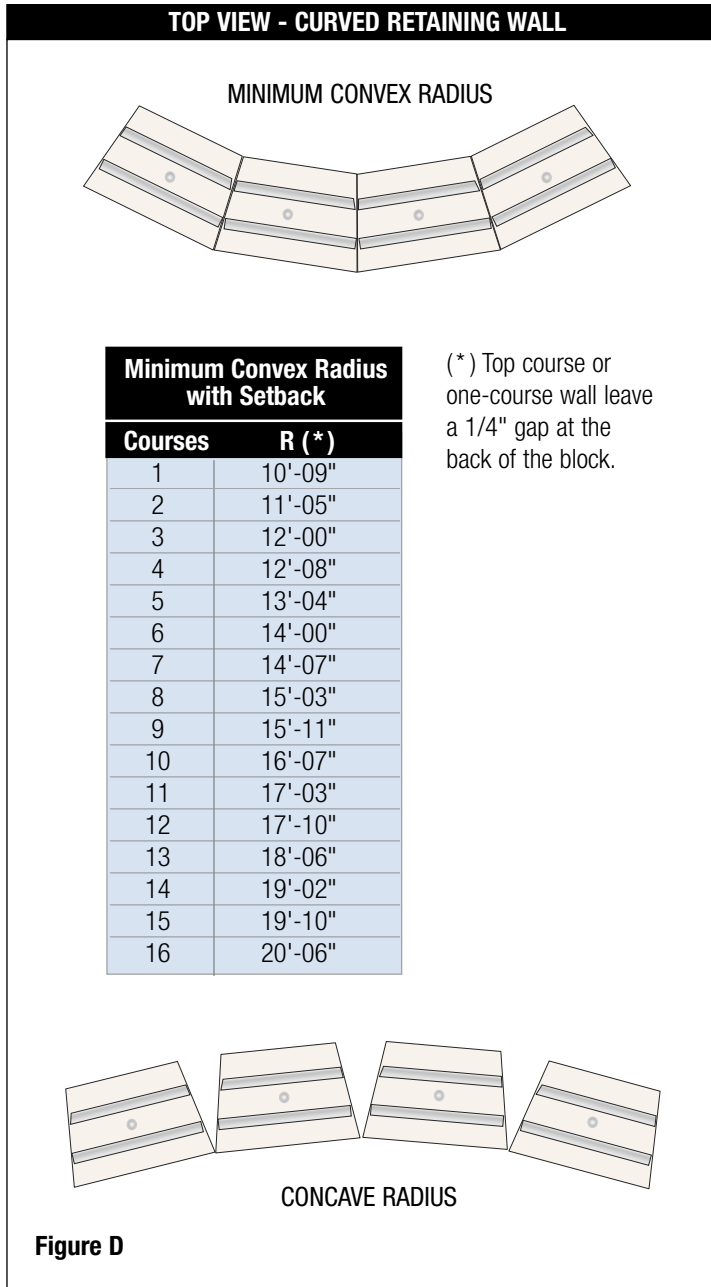 TOP VIEW - CURVED RETAINING WALL
MINIMUM CONVEX RADIUS
Minimum Convex Radius
with Setback
Courses R (*)
1 10'-09"
2 11'-05"
3 12'-00"
4 12'-08"
5 13'-04"
6 14'-00"
7 14'-07"
8 15'-03"
9 15'-11"
10 16'-07"
11 17'-03"
12 17'-10"
13 18'-06"
14 19'-02"
15 19'-10"
16 20'-06"
(*) Top course or
one-course wall leave
a 1/4" gap at the
back of the block.
CONCAVE RADIUS
Figure D